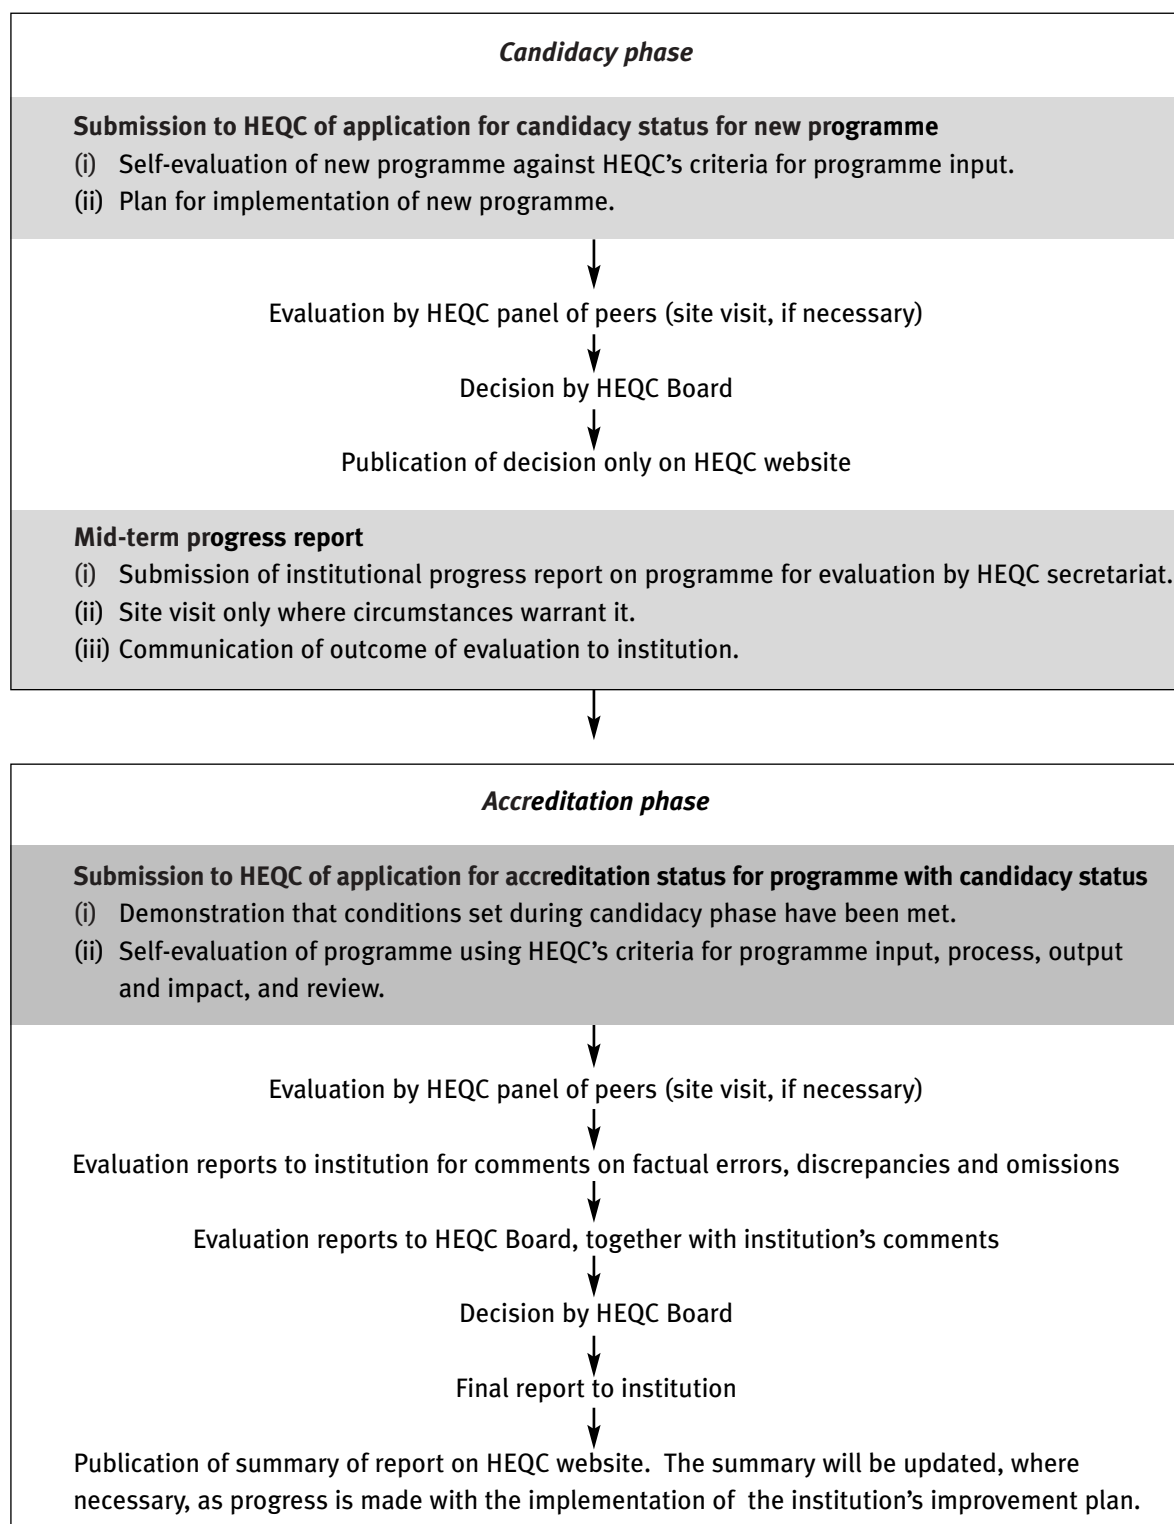 Candidacy phase
Submission to HEQC of application for candidacy status for new programme
(i) Self-evaluation of new programme against HEQC’s criteria for programme input.
(ii) Plan for implementation of new programme.
Evaluation by HEQC panel of peers (site visit, if necessary)
Decision by HEQC Board
Publication of decision only on HEQC website
Mid-term progress report
(i) Submission of institutional progress report on programme for evaluation by HEQC secretariat.
(ii) Site visit only where circumstances warrant it.
(iii) Communication of outcome of evaluation to institution.
Accreditation phase
Submission to HEQC of application for accreditation status for programme with candidacy status
(i) Demonstration that conditions set during candidacy phase have been met.
(ii) Self-evaluation of programme using HEQC’s criteria for programme input, process, output
and impact, and review.
Evaluation by HEQC panel of peers (site visit, if necessary)
Evaluation reports to institution for comments on factual errors, discrepancies and omissions
Evaluation reports to HEQC Board, together with institution’s comments
Decision by HEQC Board
Final report to institution
Publication of summary of report on HEQC website. The summary will be updated, where
necessary, as progress is made with the implementation of the institution’s improvement plan.